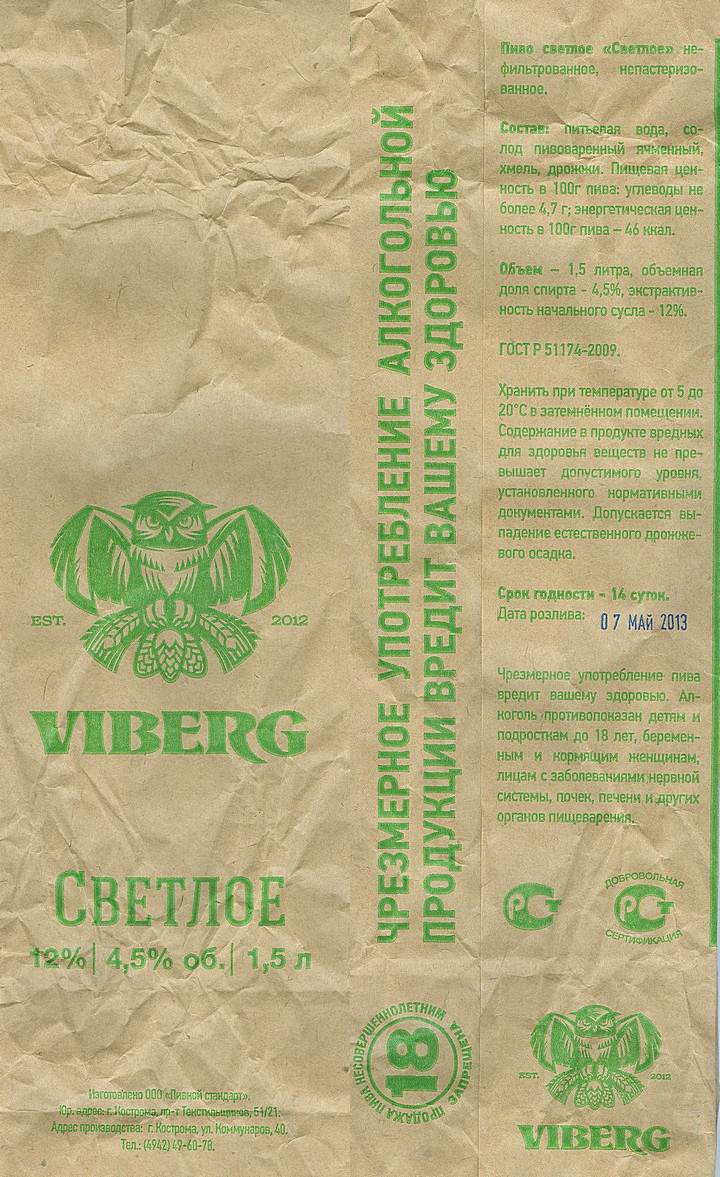 EST. 2012
VIBERG
СВЕТЛОЕ
12% | 4,5% об. | 1,5 л
Изготовлено ООО «Пивной стандарт».
Юр. адрес: г. Кострома, пр-т Текстильщиков, 51/21.
Адрес производства: г. Кострома, ул. Коммунаров, 40.
Тел.: (4942) 49-60-78.
ЧРЕЗМЕРНОЕ УПОТРЕБЛЕНИЕ АЛКОГОЛЬНОЙ
ПРОДУКЦИИ ВРЕДИТ ВАШЕМУ ЗДОРОВЬЮ
ПРОДАЖА ПИВА НЕСОВЕРШЕННОЛЕТНИМ ЗАПРЕЩЕНА
18
Пиво светлое «Светлое» не-
фильтрованное, непастеризо-
ванное.
Состав: питьевая вода, со-
лод пивоваренный ячменный,
хмель, дрожжи. Пищевая цен-
ность в 100г пива: углеводы не
более 4,7 г; энергетическая цен-
ность в 100г пива – 46 ккал.
Объем – 1,5 литра, объемная
доля спирта - 4,5%, экстрактив-
ность начального сусла - 12%.
ГОСТ Р 51174-2009.
Хранить при температуре от 5 до
20°С в затемнённом помещении.
Содержание в продукте вредных
для здоровья веществ не пре-
вышает допустимого уровня,
установленного нормативными
документами. Допускается вы-
падение естественного дрожже-
вого осадка.
Срок годности - 14 суток.
Дата розлива: 07 МАЙ 2013
Чрезмерное употребление пива
вредит вашему здоровью. Ал-
коголь противопоказан детям и
подросткам до 18 лет, беремен-
ным и кормящим женщинам,
лицам с заболеваниями нервной
системы, почек, печени и других
органов пищеварения.
РСТ
ДОБРОВОЛЬНАЯ
РСТ
СЕРТИФИКАЦИЯ
EST. 2012
VIBERG